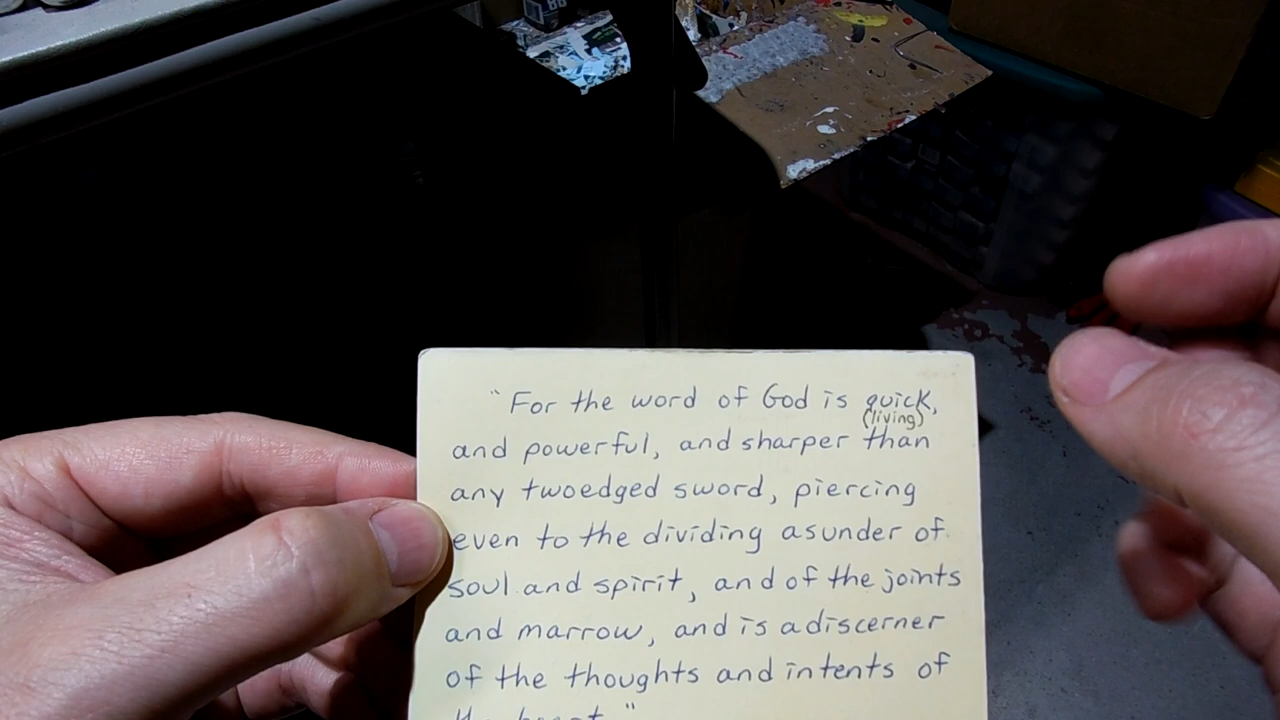 "For the word of God is quick,
(living)
and powerful, and sharper than
any twoedged sword, piercing
even to the dividing asunder of
soul and spirit, and of the joints
and marrow, and is a discerner
of the thoughts and intents of
the heart."